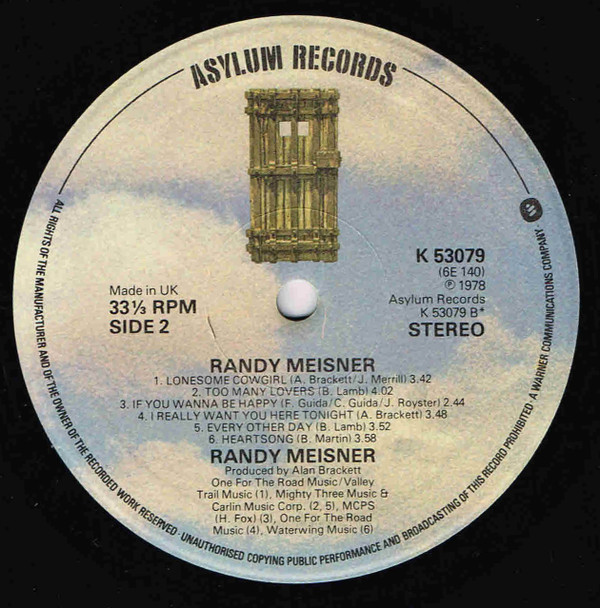 ASYLUM RECORDS
K 53079
(6E 140)
Ⓟ 1978
Asylum Records
K 53079 B*
STEREO
Made in UK
33⅓ RPM
SIDE 2
RANDY MEISNER
1. LONESOME COWGIRL (A. Brackett/J. Merrill) 3.42
2. TOO MANY LOVERS (B. Lamb) 4.02
3. IF YOU WANNA BE HAPPY (F. Guida/C. Guida/J. Royster) 2.44
4. I REALLY WANT YOU HERE TONIGHT (A. Brackett) 3.48
5. EVERY OTHER DAY (B. Lamb) 3.52
6. HEARTSONG (B. Martin) 3.58
RANDY MEISNER
Produced by Alan Brackett
One For The Road Music/Valley
Trail Music (1), Mighty Three Music &
Carlin Music Corp. (2, 5), MCPS
(H. Fox) (3), One For The Road
Music (4), Waterwing Music (6)
ALL RIGHTS OF THE MANUFACTURER AND OF THE OWNER OF THE RECORDED WORK RESERVED · UNAUTHORISED COPYING PUBLIC PERFORMANCE AND BROADCASTING OF THIS RECORD PROHIBITED · A WARNER COMMUNICATIONS COMPANY ·